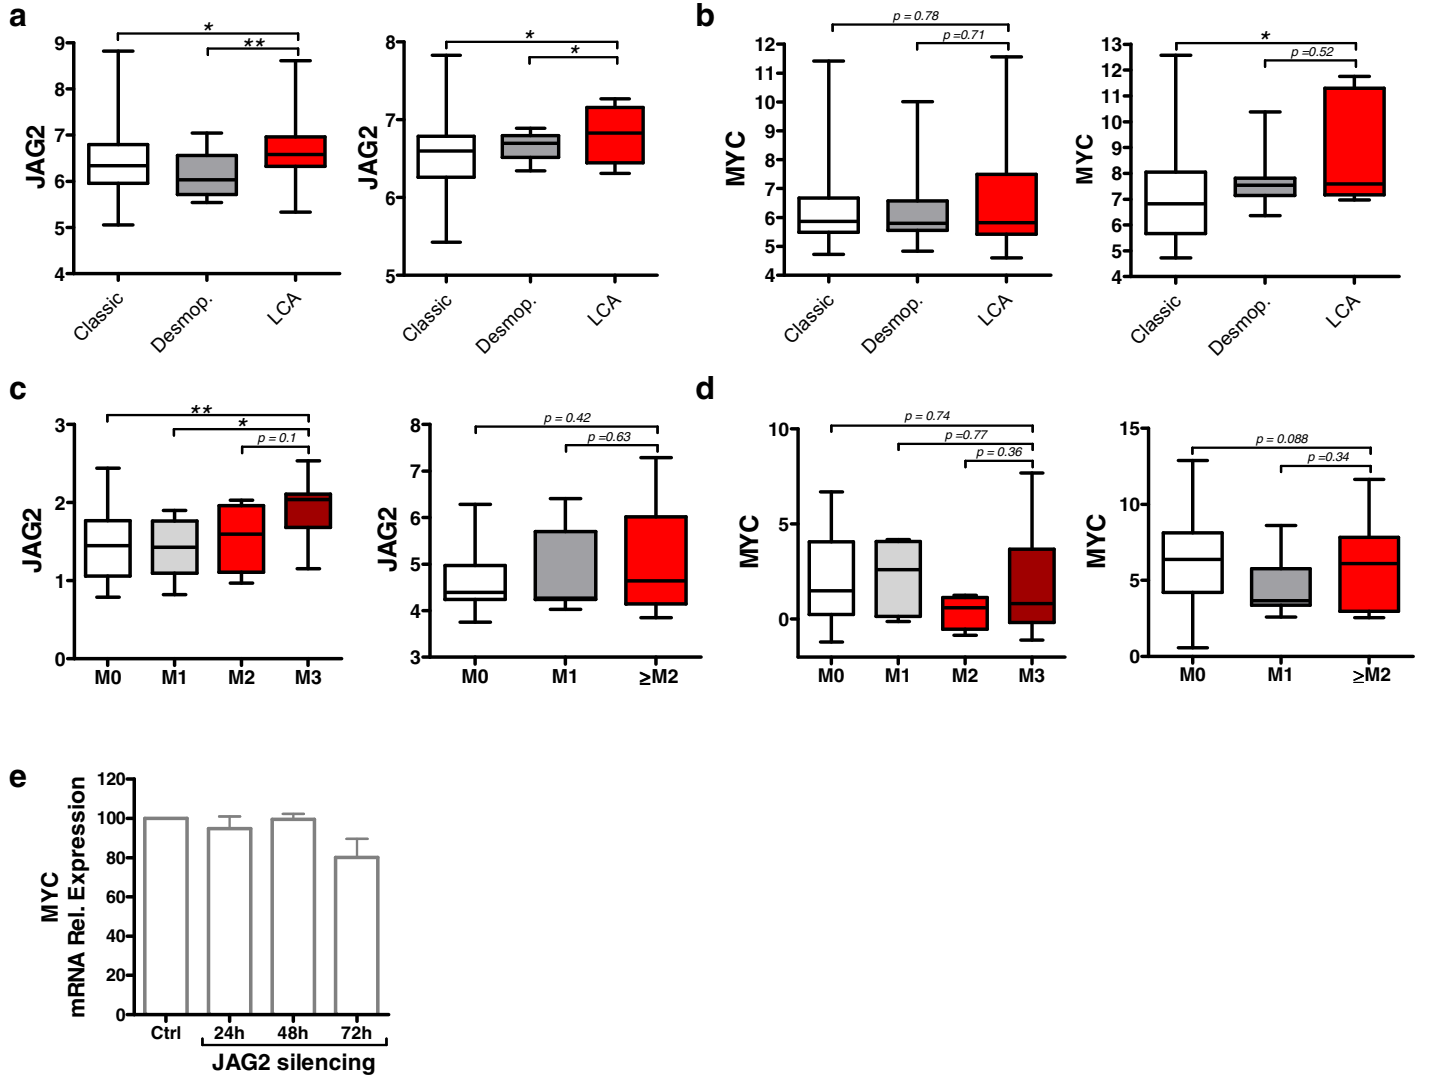 a
*
**
9
8
7
6
5
4
JAG2
Classic
Desmop.
LCA
*
*
8
7
6
5
JAG2
Classic
Desmop.
LCA
b
p = 0.78
p =0.71
12
11
10
9
8
7
6
5
4
MYC
Classic
Desmop.
LCA
*
p =0.52
13
12
11
10
9
8
7
6
5
4
MYC
Classic
Desmop.
LCA
c
**
*
p = 0.1
3
2
1
0
JAG2
M0 M1 M2 M3
p = 0.42
p =0.63
8
7
6
5
4
3
JAG2
M0 M1 ≥M2
d
p = 0.74
p =0.77
p = 0.36
10
5
0
MYC
M0 M1 M2 M3
p = 0.088
p =0.34
15
10
5
0
MYC
M0 M1 ≥M2
e
120
100
80
60
40
20
0
MYC
mRNA Rel. Expression
Ctrl 24h 48h 72h
JAG2 silencing